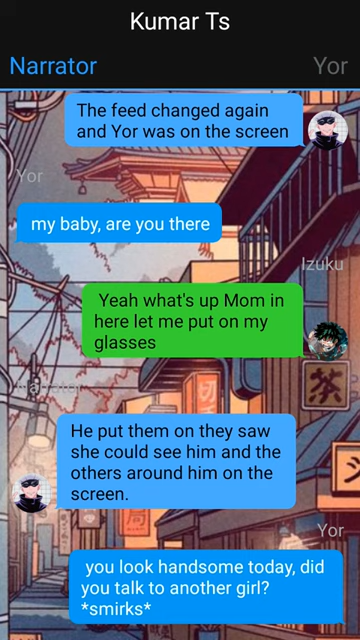 Kumar Ts
Narrator
Yor
The feed changed again
and Yor was on the screen
Yor
my baby, are you there
Izuku
Yeah what's up Mom in
here let me put on my
glasses
Narrator
He put them on they saw
she could see him and the
others around him on the
screen.
Yor
you look handsome today, did
you talk to another girl?
*smirks*